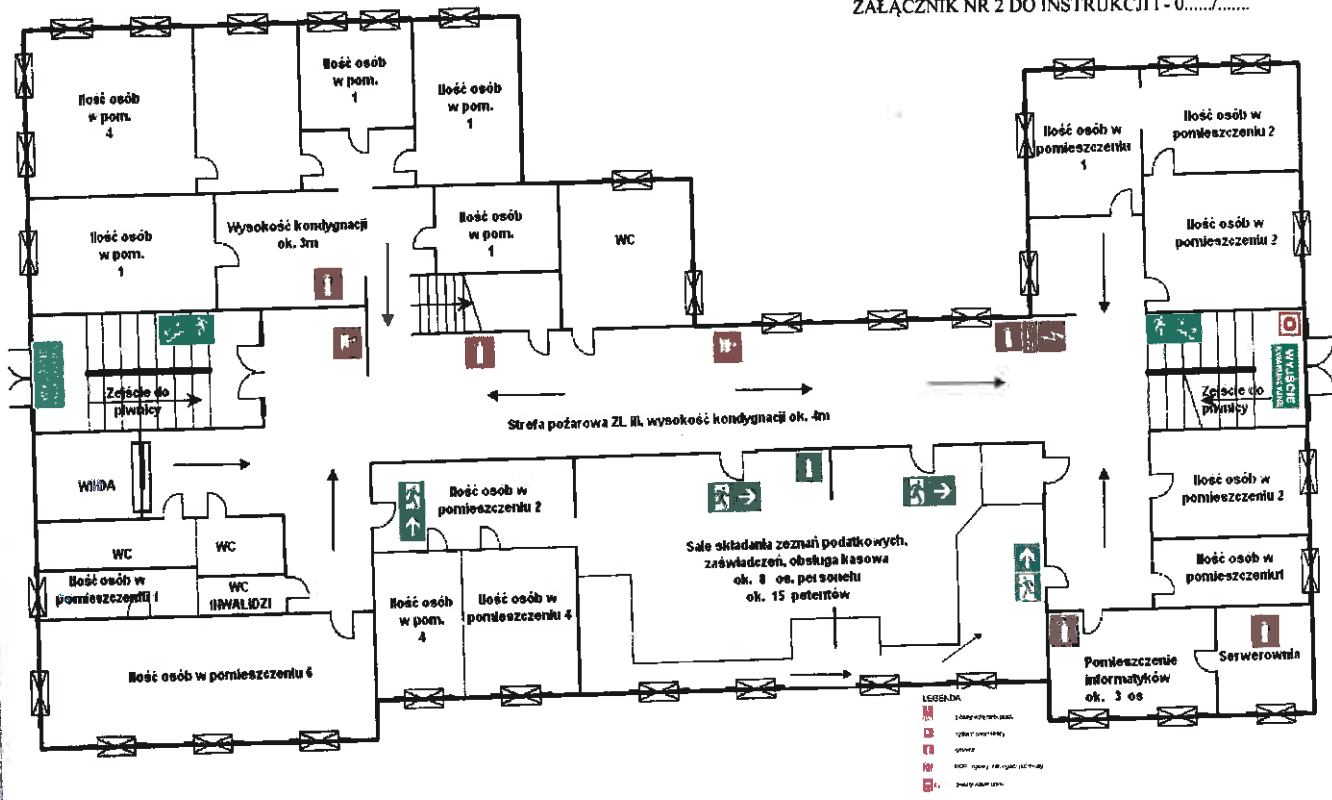 ZAŁĄCZNIK NR 2 DO INSTRUKCJI I - 0....../.......
Ilość osób
w pom.
4
Ilość osób
w pom.
1
Ilość osób
w pom.
1
Ilość osób w
pomieszczeniu
1
Ilość osób w
pomieszczeniu 2
Ilość osób
w pom.
1
Wysokość kondygnacji
ok. 3m
Ilość osób
w pom.
1
WC
Ilość osób w
pomieszczeniu 2
Zejście do
piwnicy
Strefa pożarowa ZL III, wysokość kondygnacji ok. 4m
WYJŚCIE
EWAKUACYJNE
Zejście do
piwnicy
WINDA
WC
WC
Ilość osób w
pomieszczeniu 1
WC
INWALIDZI
Ilość osób w pomieszczeniu 6
Ilość osób w
pomieszczeniu 2
Ilość osób
w pom.
4
Ilość osób w
pomieszczeniu 4
Sale składania zeznań podatkowych,
zaświadczeń, obsługa kasowa
ok. 8 os. personelu
ok. 15 petentów
Ilość osób w
pomieszczeniu 2
Ilość osób w
pomieszczeniu1
Pomieszczenie
informatyków
ok. 3 os
Serwerownia
LEGENDA